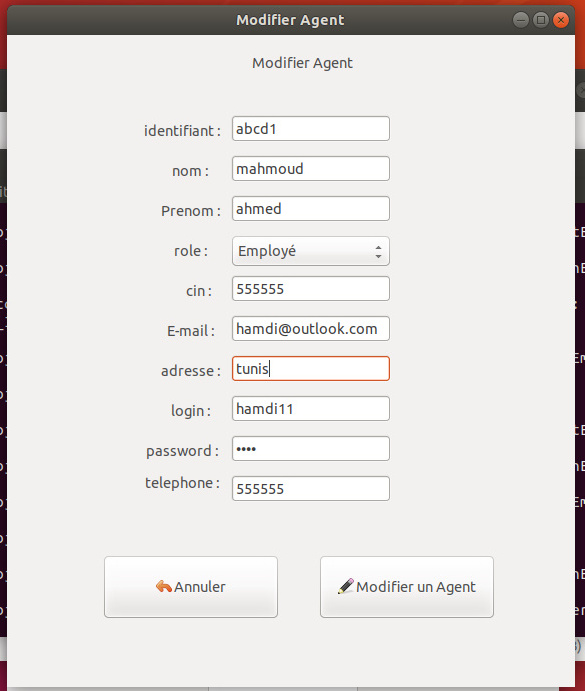 Modifier Agent
Modifier Agent
identifiant : abcd1
nom : mahmoud
Prenom : ahmed
role : Employé
cin : 555555
E-mail : hamdi@outlook.com
adresse : tunis
login : hamdi11
password : ••••
telephone : 555555
Annuler Modifier un Agent